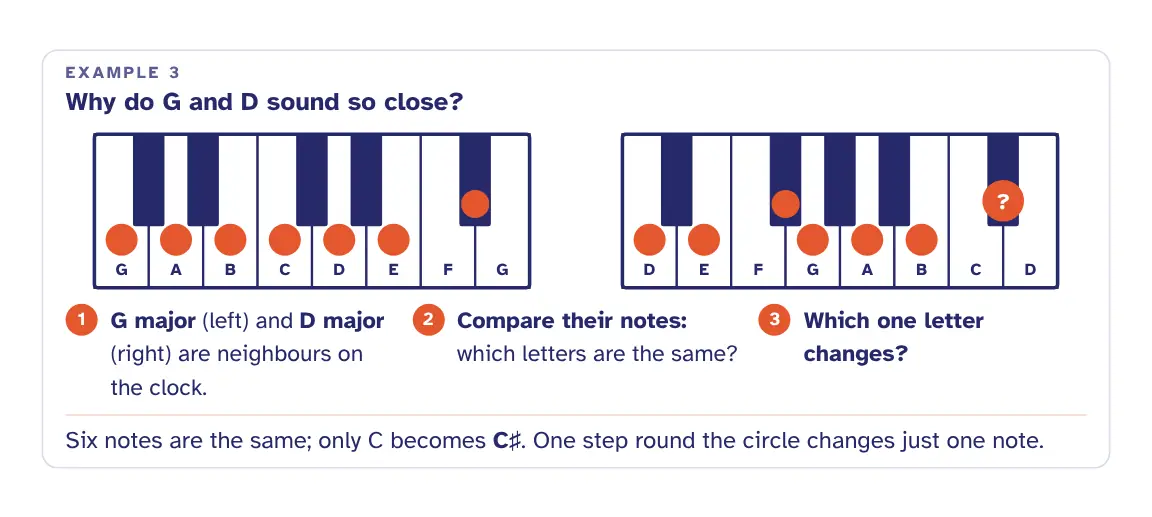 EXAMPLE 3
Why do G and D sound so close?
G A B C D E F G
D E F G A B C D
?
1 G major (left) and D major
(right) are neighbours on
the clock.
2 Compare their notes:
which letters are the same?
3 Which one letter
changes?
Six notes are the same; only C becomes C♯. One step round the circle changes just one note.